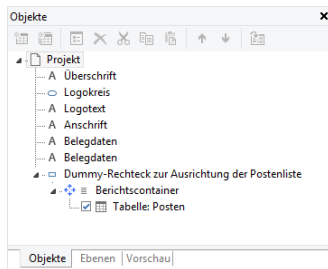 Objekte
Projekt
A Überschrift
Logokreis
A Logotext
A Anschrift
A Belegdaten
A Belegdaten
Dummy-Rechteck zur Ausrichtung der Postenliste
Berichtscontainer
Tabelle: Posten
Objekte Ebenen Vorschau